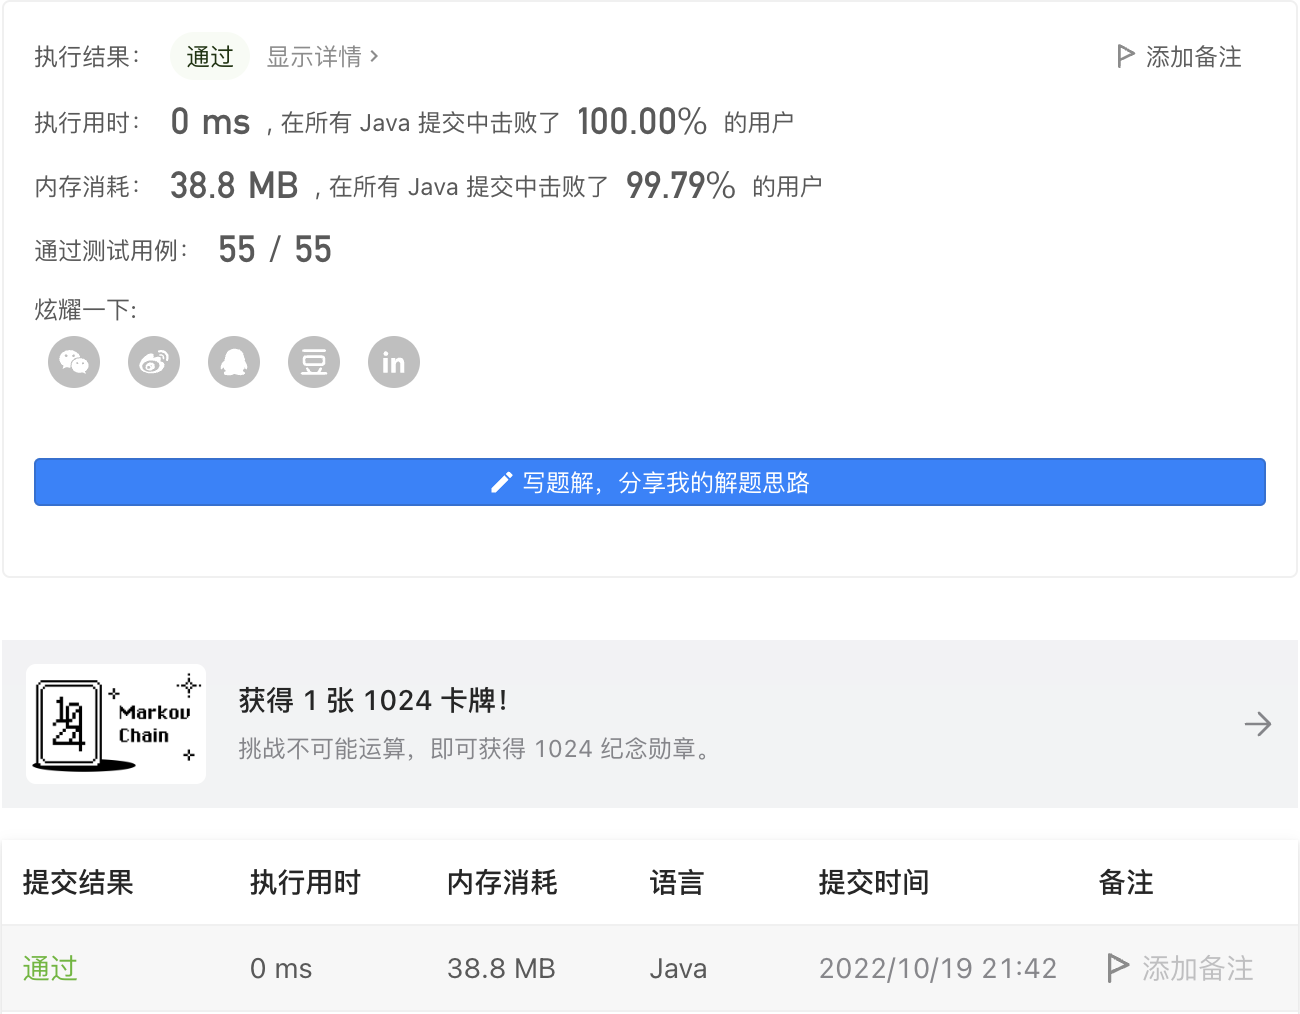 执行结果： 通过 显示详情 > 添加备注
执行用时： 0 ms , 在所有 Java 提交中击败了 100.00% 的用户
内存消耗： 38.8 MB , 在所有 Java 提交中击败了 99.79% 的用户
通过测试用例： 55 / 55
炫耀一下:
豆 in
写题解，分享我的解题思路
1024 Markov
Chain
获得 1 张 1024 卡牌！
挑战不可能运算，即可获得 1024 纪念勋章。
提交结果 执行用时 内存消耗 语言 提交时间 备注
通过 0 ms 38.8 MB Java 2022/10/19 21:42 添加备注